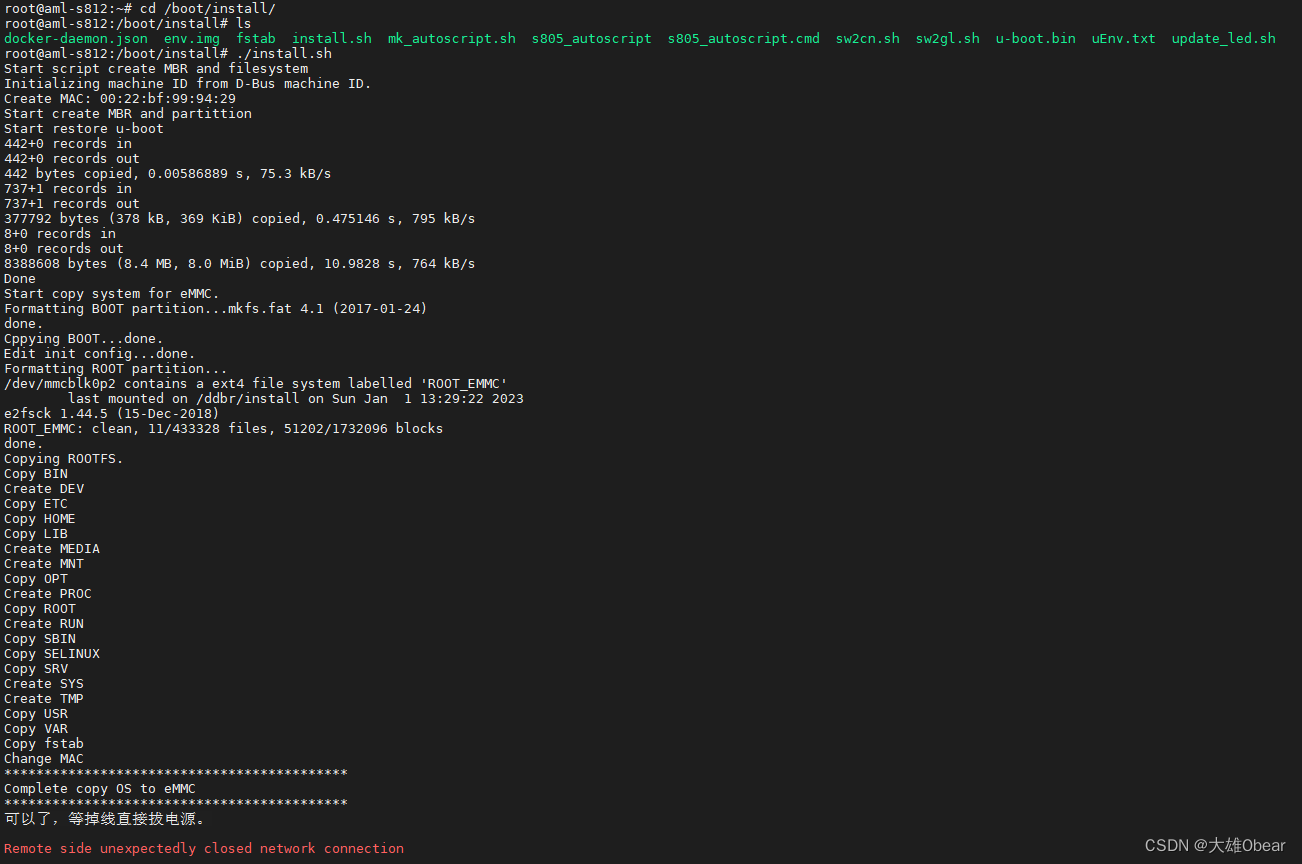 root@aml-s812:~# cd /boot/install/
root@aml-s812:/boot/install# ls
docker-daemon.json  env.img  fstab  install.sh  mk_autoscript.sh  s805_autoscript  s805_autoscript.cmd  sw2cn.sh  sw2gl.sh  u-boot.bin  uEnv.txt  update_led.sh
root@aml-s812:/boot/install# ./install.sh
Start script create MBR and filesystem
Initializing machine ID from D-Bus machine ID.
Create MAC: 00:22:bf:99:94:29
Start create MBR and partittion
Start restore u-boot
442+0 records in
442+0 records out
442 bytes copied, 0.00586889 s, 75.3 kB/s
737+1 records in
737+1 records out
377792 bytes (378 kB, 369 KiB) copied, 0.475146 s, 795 kB/s
8+0 records in
8+0 records out
8388608 bytes (8.4 MB, 8.0 MiB) copied, 10.9828 s, 764 kB/s
Done
Start copy system for eMMC.
Formatting BOOT partition...mkfs.fat 4.1 (2017-01-24)
done.
Cppying BOOT...done.
Edit init config...done.
Formatting ROOT partition...
/dev/mmcblk0p2 contains a ext4 file system labelled 'ROOT_EMMC'
        last mounted on /ddbr/install on Sun Jan  1 13:29:22 2023
e2fsck 1.44.5 (15-Dec-2018)
ROOT_EMMC: clean, 11/433328 files, 51202/1732096 blocks
done.
Copying ROOTFS.
Copy BIN
Create DEV
Copy ETC
Copy HOME
Copy LIB
Create MEDIA
Create MNT
Copy OPT
Create PROC
Copy ROOT
Create RUN
Copy SBIN
Copy SELINUX
Copy SRV
Create SYS
Create TMP
Copy USR
Copy VAR
Copy fstab
Change MAC
*******************************************
Complete copy OS to eMMC
*******************************************
可以了，等掉线直接拔电源。
Remote side unexpectedly closed network connection
CSDN @大雄Obear